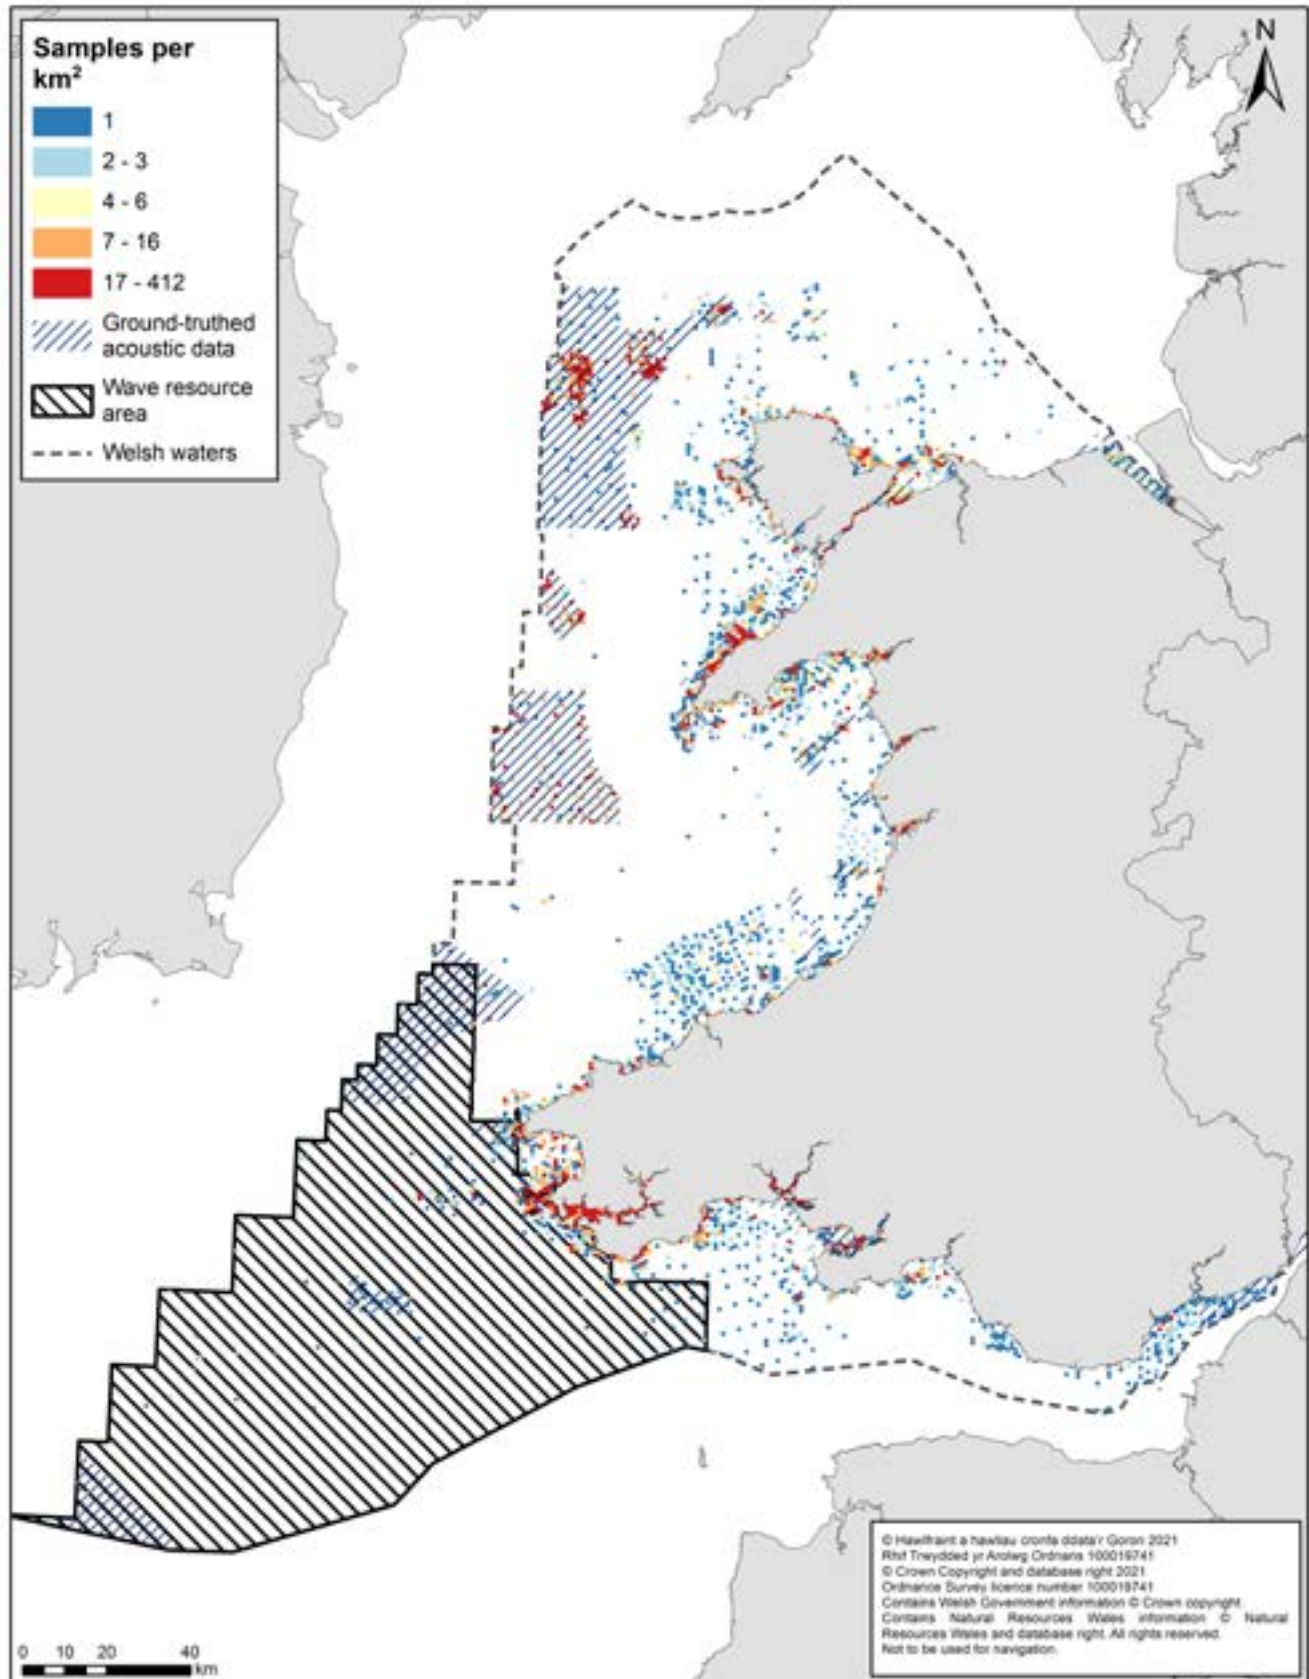 Samples per
km²
1
2 - 3
4 - 6
7 - 16
17 - 412
Ground-truthed
acoustic data
Wave resource
area
Welsh waters
N
0 10 20 40
km
© Hawlfraint a hawliau cronfa ddata'r Goron 2021
Rhif Trwydded yr Arolwg Ordnans 100019741
© Crown Copyright and database right 2021
Ordnance Survey licence number 100019741
Contains Welsh Government information © Crown copyright.
Contains Natural Resources Wales information © Natural
Resources Wales and database right. All rights reserved.
Not to be used for navigation.